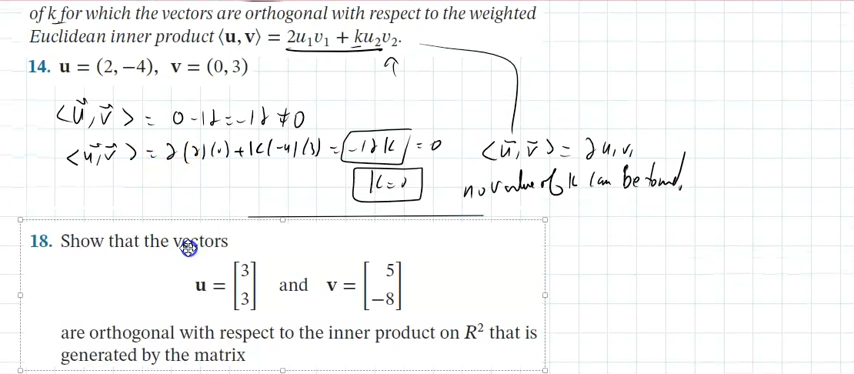 of k for which the vectors are orthogonal with respect to the weighted
Euclidean inner product ⟨u, v⟩ = 2u₁v₁ + ku₂v₂.
14. u = (2, −4), v = (0, 3)
<u⃗, v⃗> = 0 - 12 = -12 ≠ 0
<u⃗, v⃗> = 2(2)(0) + k(-4)(3) = -12k = 0
k = 0
<u⃗, v⃗> = 2u₁v₁
no value of k can be found.
18. Show that the vectors
u = [3 3] and v = [5 −8]
are orthogonal with respect to the inner product on R² that is
generated by the matrix